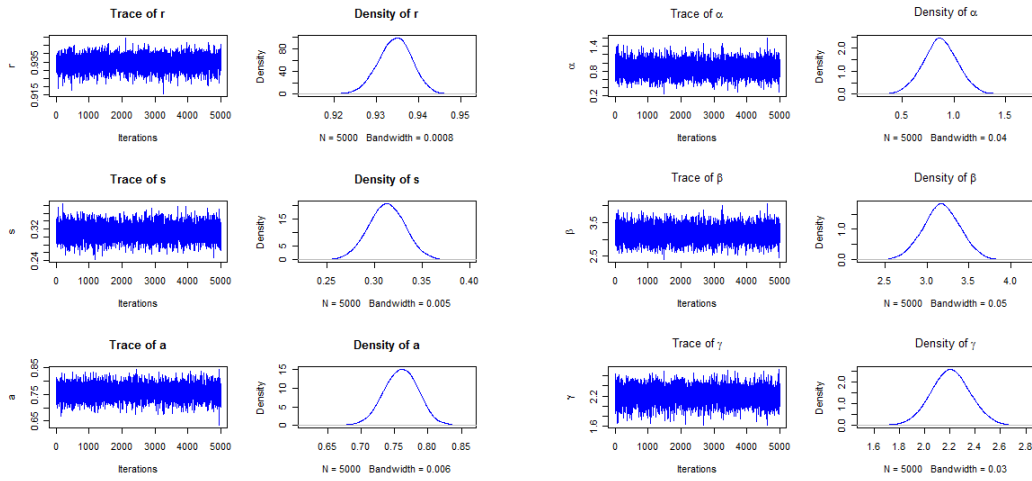 Trace of r
r
0.915 0.935
0 1000 2000 3000 4000 5000
Iterations
Density of r
Density
0 40 80
0.92 0.93 0.94 0.95
N = 5000 Bandwidth = 0.0008
Trace of α
α
0.2 0.8 1.4
0 1000 2000 3000 4000 5000
Iterations
Density of α
Density
0.0 1.0 2.0
0.5 1.0 1.5
N = 5000 Bandwidth = 0.04
Trace of s
s
0.24 0.32
0 1000 2000 3000 4000 5000
Iterations
Density of s
Density
0 5 15
0.25 0.30 0.35 0.40
N = 5000 Bandwidth = 0.005
Trace of β
β
2.5 3.5
0 1000 2000 3000 4000 5000
Iterations
Density of β
Density
0.0 1.0
2.5 3.0 3.5 4.0
N = 5000 Bandwidth = 0.05
Trace of a
a
0.65 0.75 0.85
0 1000 2000 3000 4000 5000
Iterations
Density of a
Density
0 5 10 15
0.65 0.70 0.75 0.80 0.85
N = 5000 Bandwidth = 0.006
Trace of γ
γ
1.6 2.2
0 1000 2000 3000 4000 5000
Iterations
Density of γ
Density
0.0 1.0 2.0
1.6 1.8 2.0 2.2 2.4 2.6 2.8
N = 5000 Bandwidth = 0.03